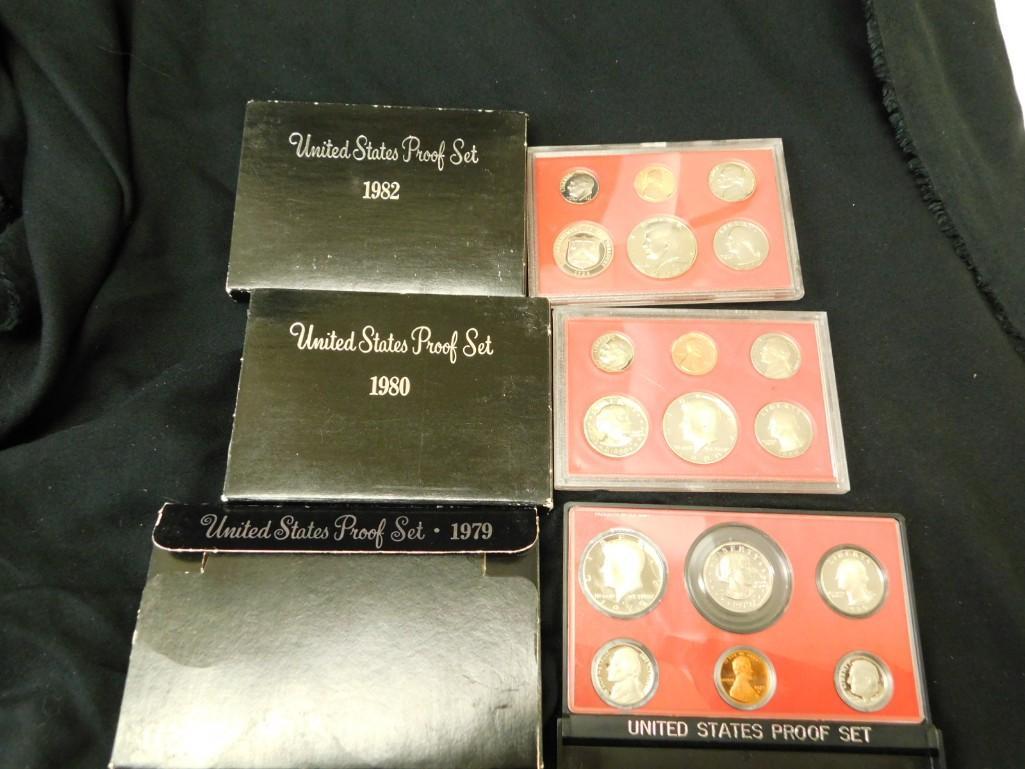 United States Proof Set
1982
United States Proof Set
1980
United States Proof Set · 1979
LIBERTY
UNITED STATES PROOF SET